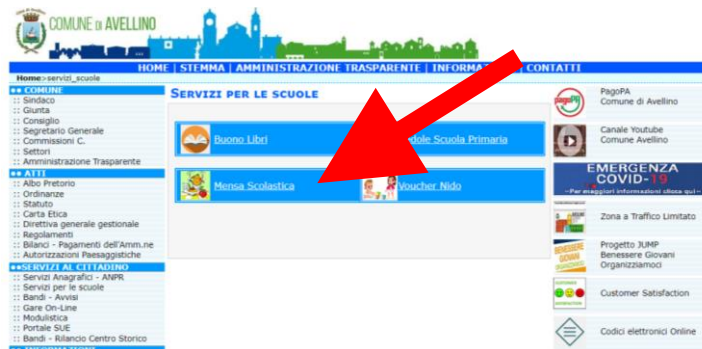 COMUNE DI AVELLINO
HOME | STEMMA | AMMINISTRAZIONE TRASPARENTE | CONTATTI
Home>servizi_scuole
COMUNE
:: Sindaco
:: Giunta
:: Consiglio
:: Segretario Generale
:: Commissioni C.
:: Settori
:: Amministrazione Trasparente
ATTI
:: Albo Pretorio
:: Ordinanze
:: Statuto
:: Carta Etica
:: Direttiva generale gestionale
:: Regolamenti
:: Bilanci - Pagamenti dell'Amm.ne
:: Autorizzazioni Paesaggistiche
SERVIZI AL CITTADINO
:: Servizi Anagrafici - ANPR
:: Servizi per le scuole
:: Bandi - Avvisi
:: Gare On-Line
:: Modulistica
:: Portale SUE
:: Bandi - Rilancio Centro Storico
SERVIZI PER LE SCUOLE
Buono Libri
Scuola Primaria
Mensa Scolastica
Voucher Nido
pagoPA
PagoPA
Comune di Avellino
Canale Youtube
Comune Avellino
EMERGENZA
COVID-19
~Per maggiori informazioni clicca qui~
Zona a Traffico Limitato
BENESSERE
GIOVANI
Progetto JUMP
Benessere Giovani
Organizziamoci
Customer Satisfaction
Codici elettronici Online